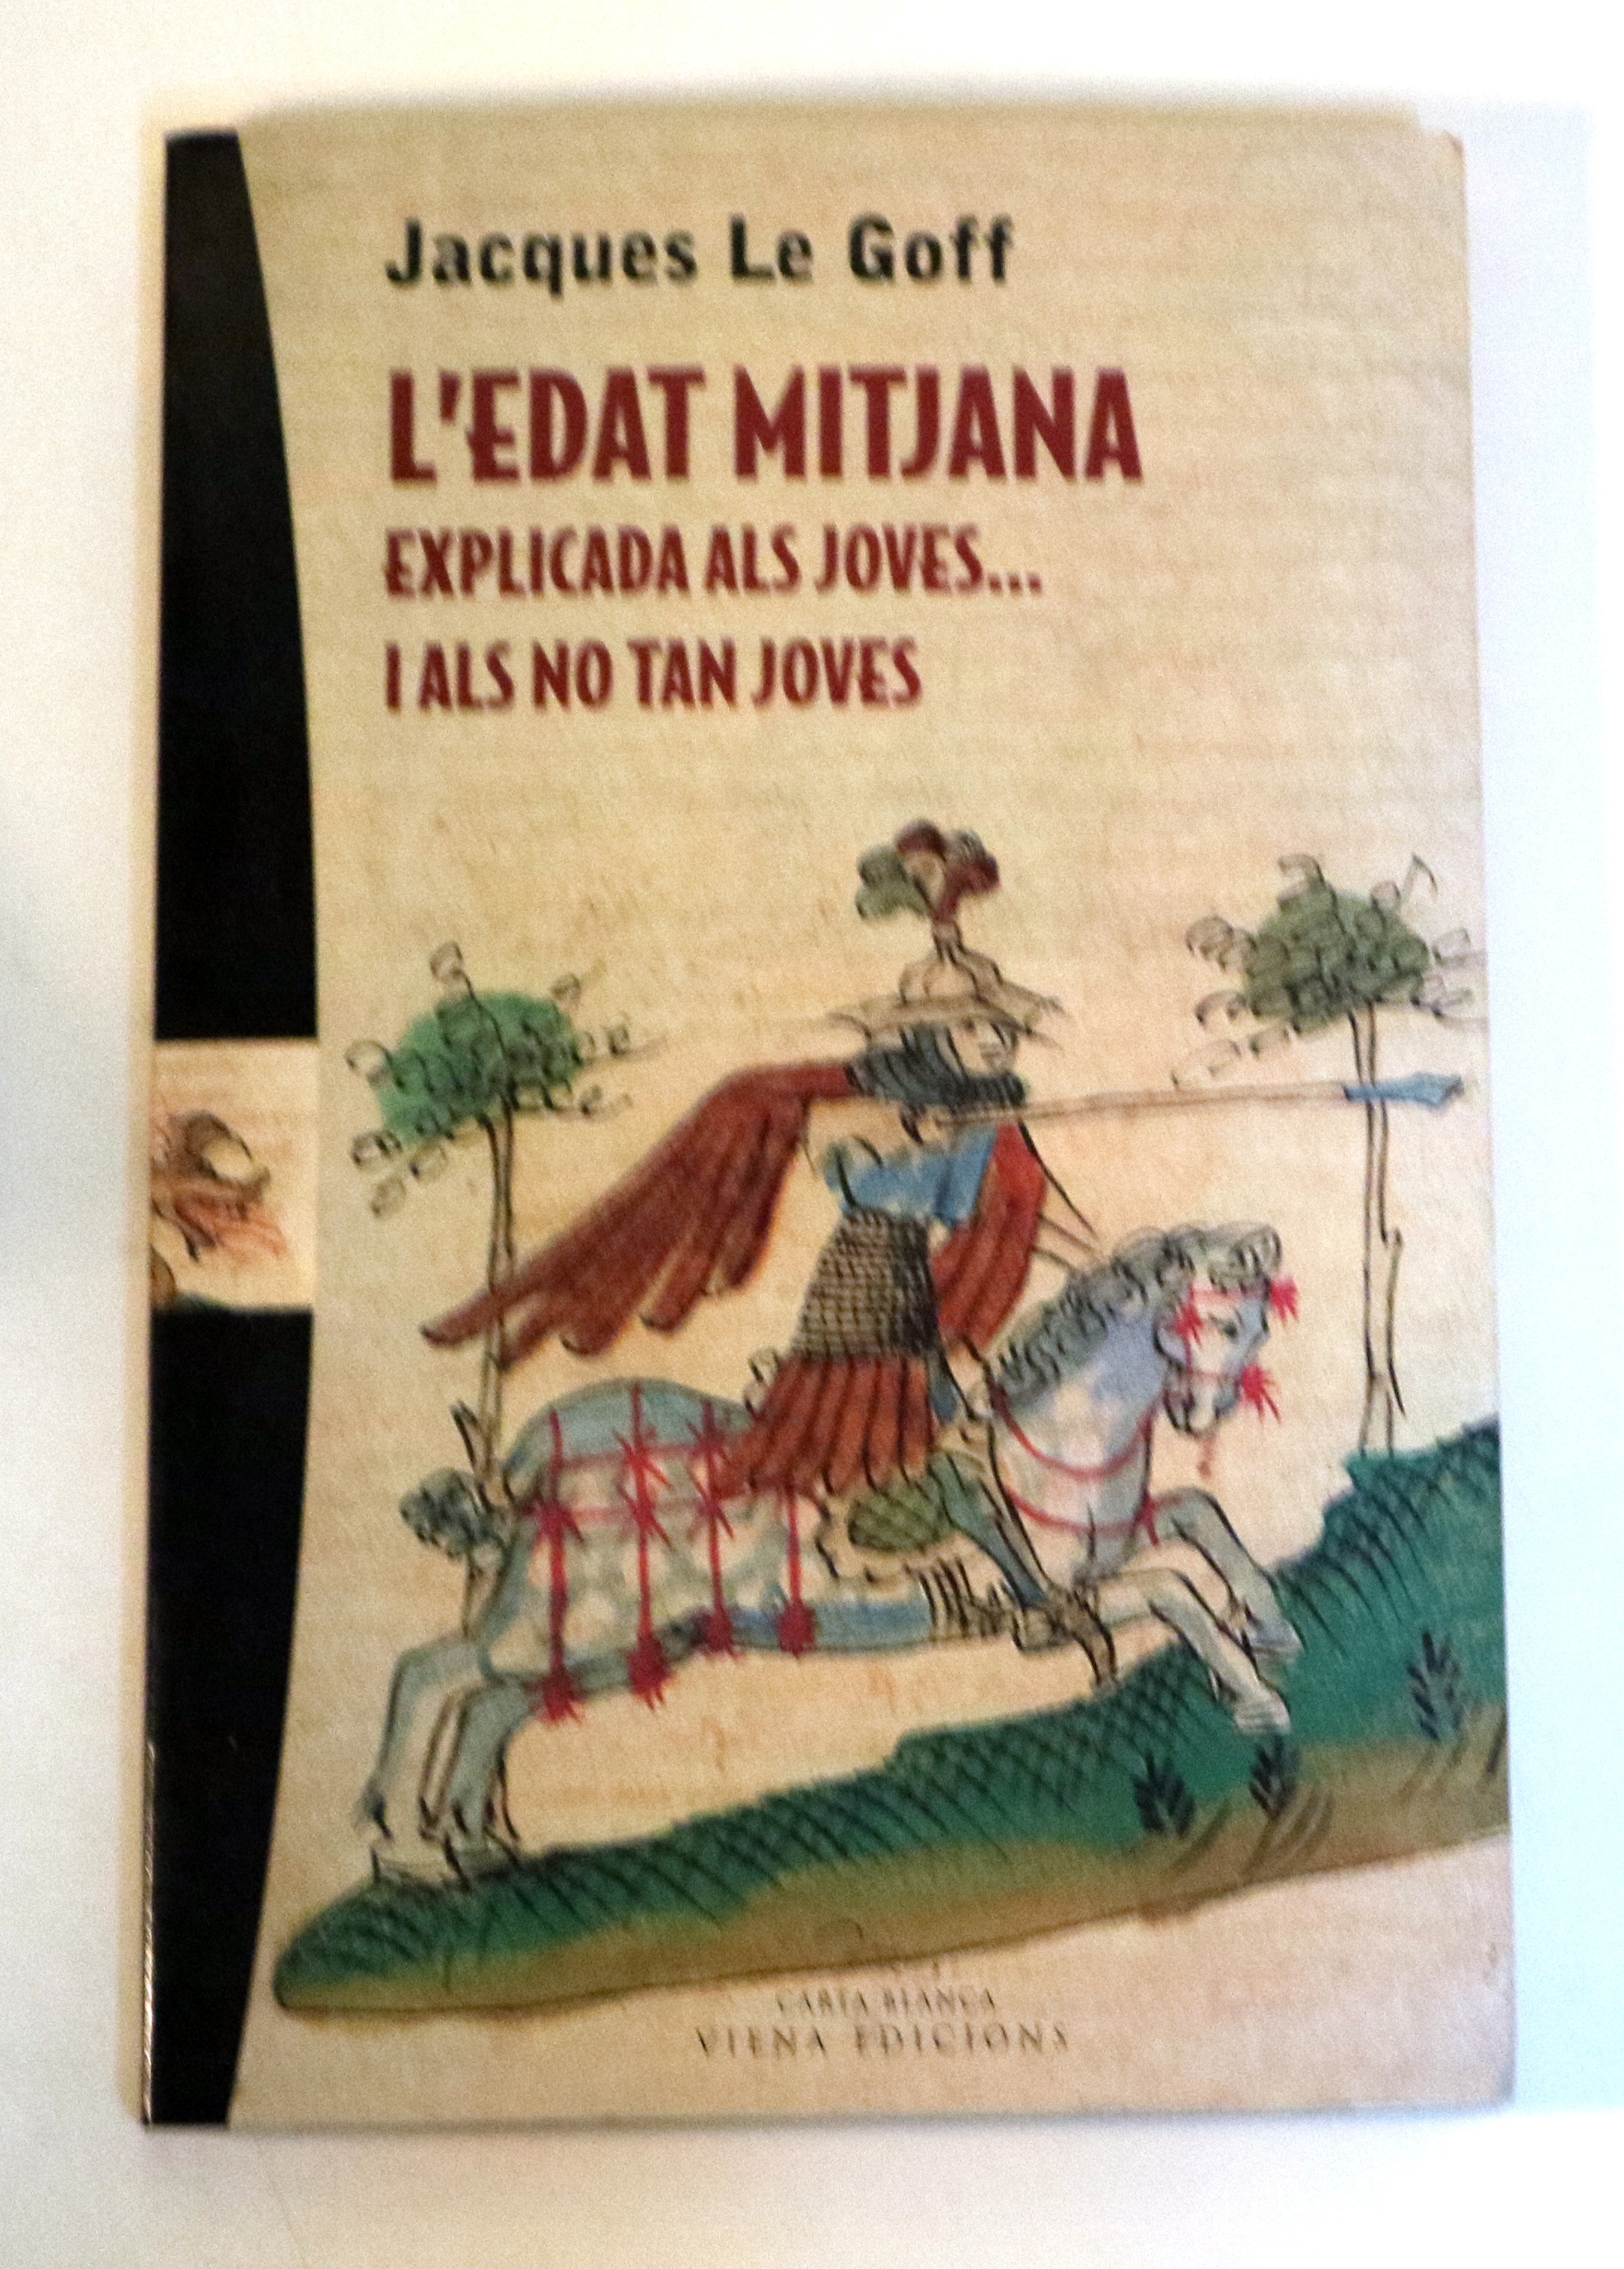 Jacques Le Goff
L'EDAT MITJANA
EXPLICADA ALS JOVES...
I ALS NO TAN JOVES
CARTA BLANCA
VIENA EDICIONS